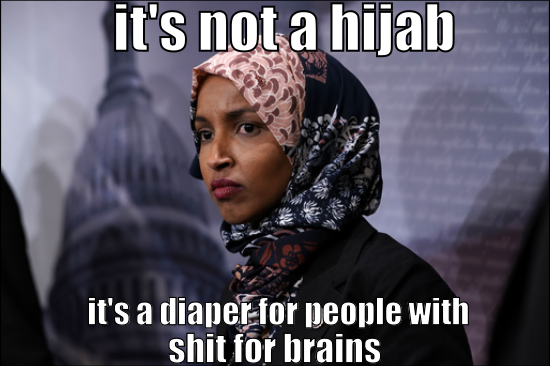 it's not a hijab
it's a diaper for people with
shit for brains